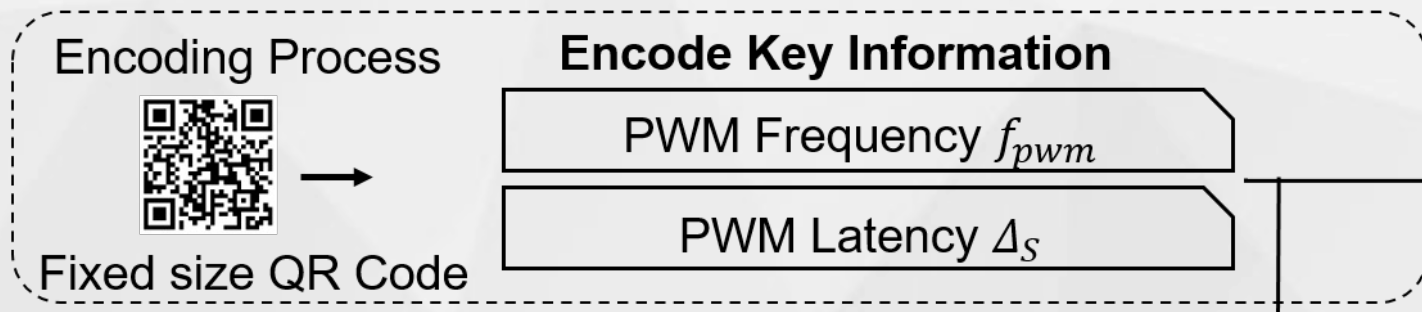 Encoding Process
Fixed size QR Code
Encode Key Information
PWM Frequency f_pwm
PWM Latency Δ_S